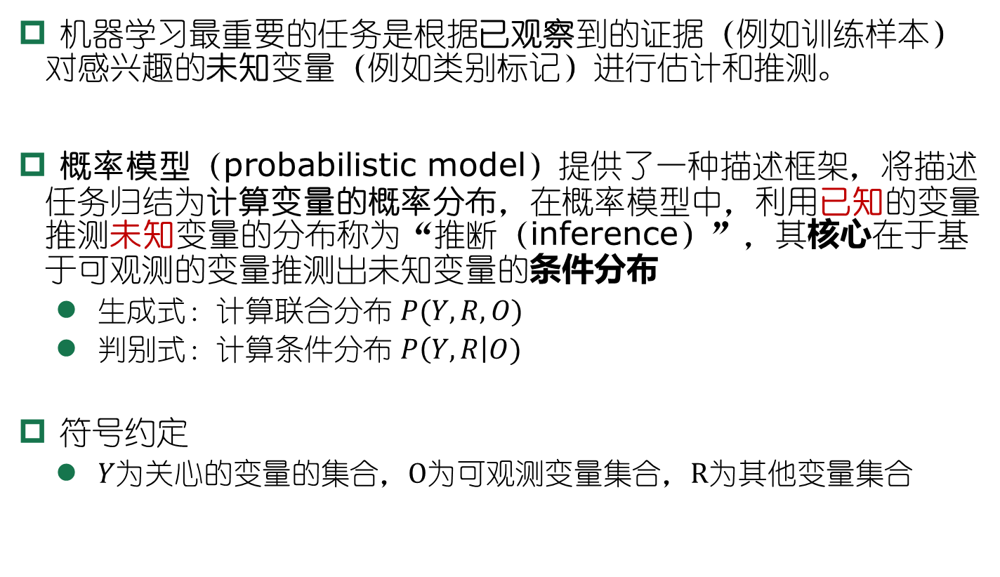 机器学习最重要的任务是根据已观察到的证据（例如训练样本）
对感兴趣的未知变量（例如类别标记）进行估计和推测。
概率模型（probabilistic model）提供了一种描述框架，将描述
任务归结为计算变量的概率分布，在概率模型中，利用已知的变量
推测未知变量的分布称为“推断（inference）”，其核心在于基
于可观测的变量推测出未知变量的条件分布
生成式：计算联合分布 P(Y, R, O)
判别式：计算条件分布 P(Y, R|O)
符号约定
Y为关心的变量的集合，O为可观测变量集合，R为其他变量集合